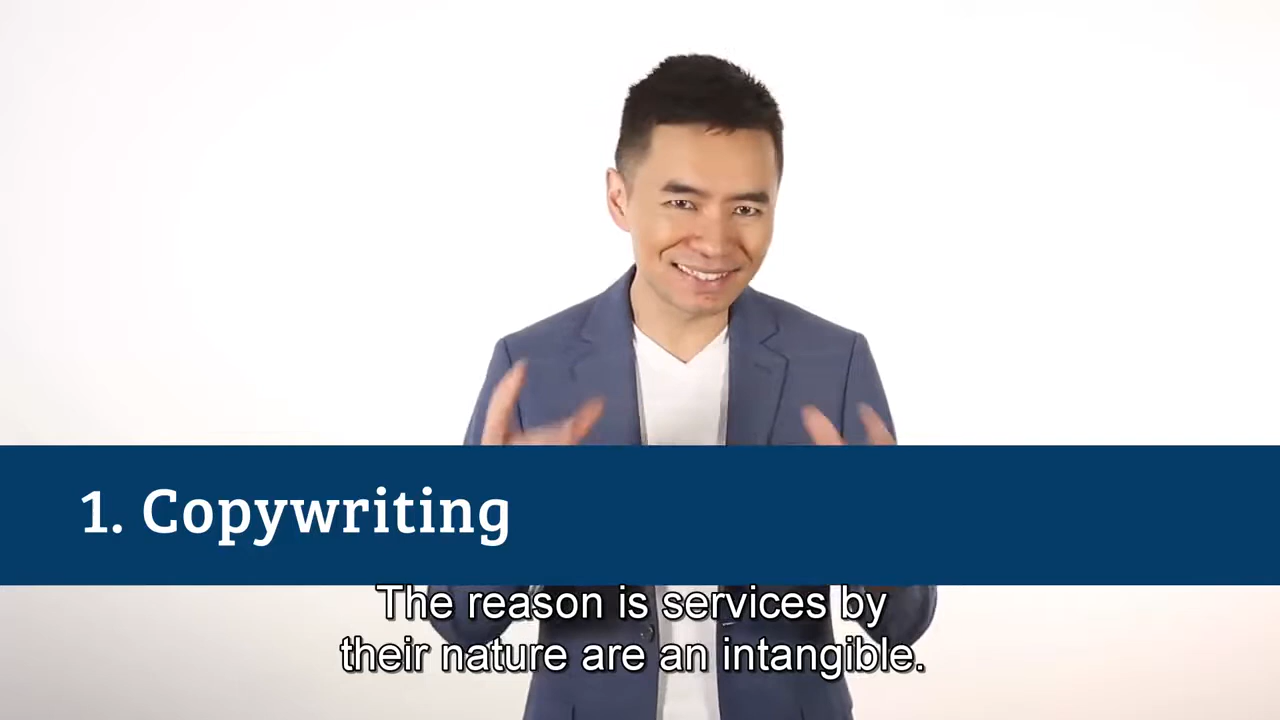 1. Copywriting
The reason is services by
their nature are an intangible.